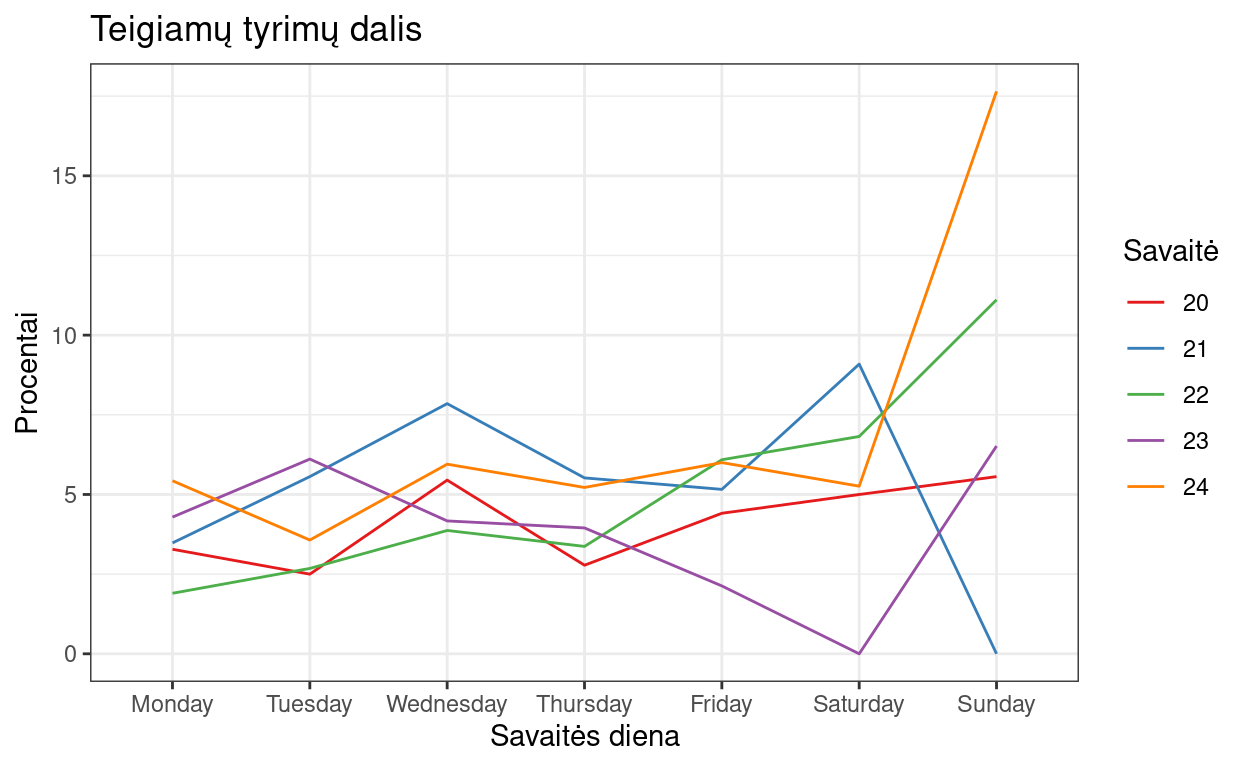 Teigiamų tyrimų dalis
Procentai
15
10
5
0
Monday Tuesday Wednesday Thursday Friday Saturday Sunday
Savaitės diena
Savaitė
20
21
22
23
24